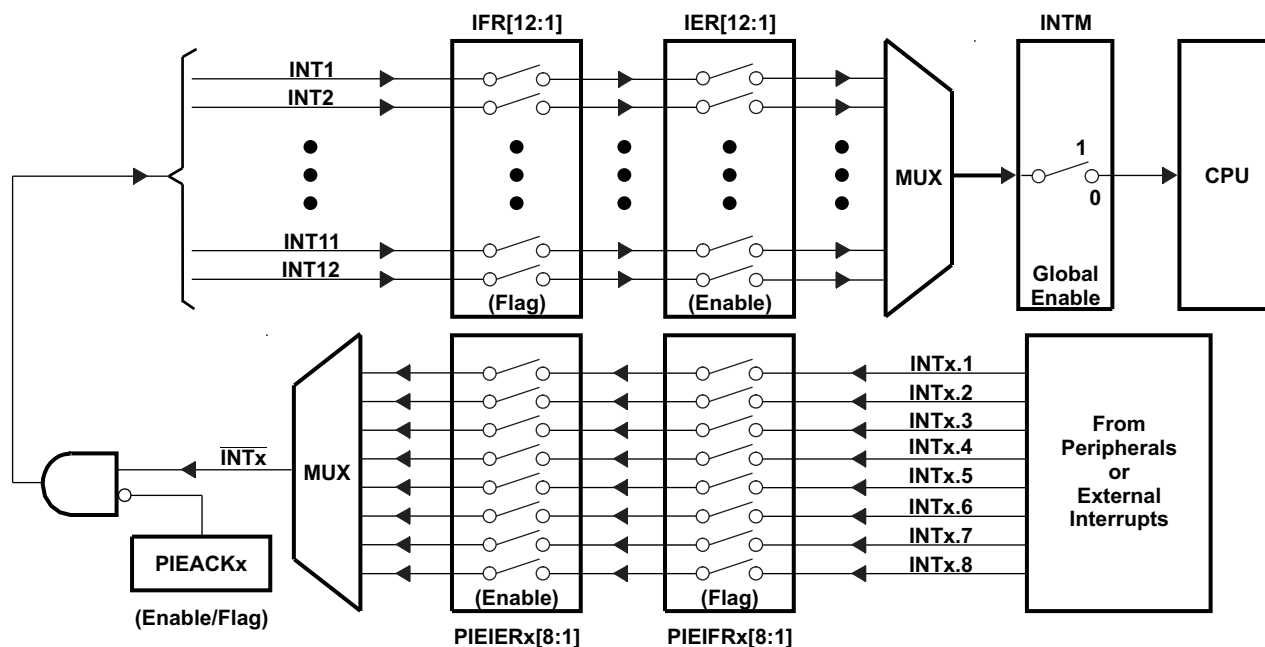 IFR[12:1]
IER[12:1]
INTM
INT1
INT2
1
MUX
CPU
0
INT11
INT12
Global
Enable
(Flag)
(Enable)
INTx.1
INTx.2
INTx.3
From
Peripherals
or
External
Interrupts
INTx
MUX
INTx.4
INTx.5
INTx.6
INTx.7
INTx.8
PIEACKx
(Enable/Flag)
(Enable)
(Flag)
PIEIERx[8:1]
PIEIFRx[8:1]